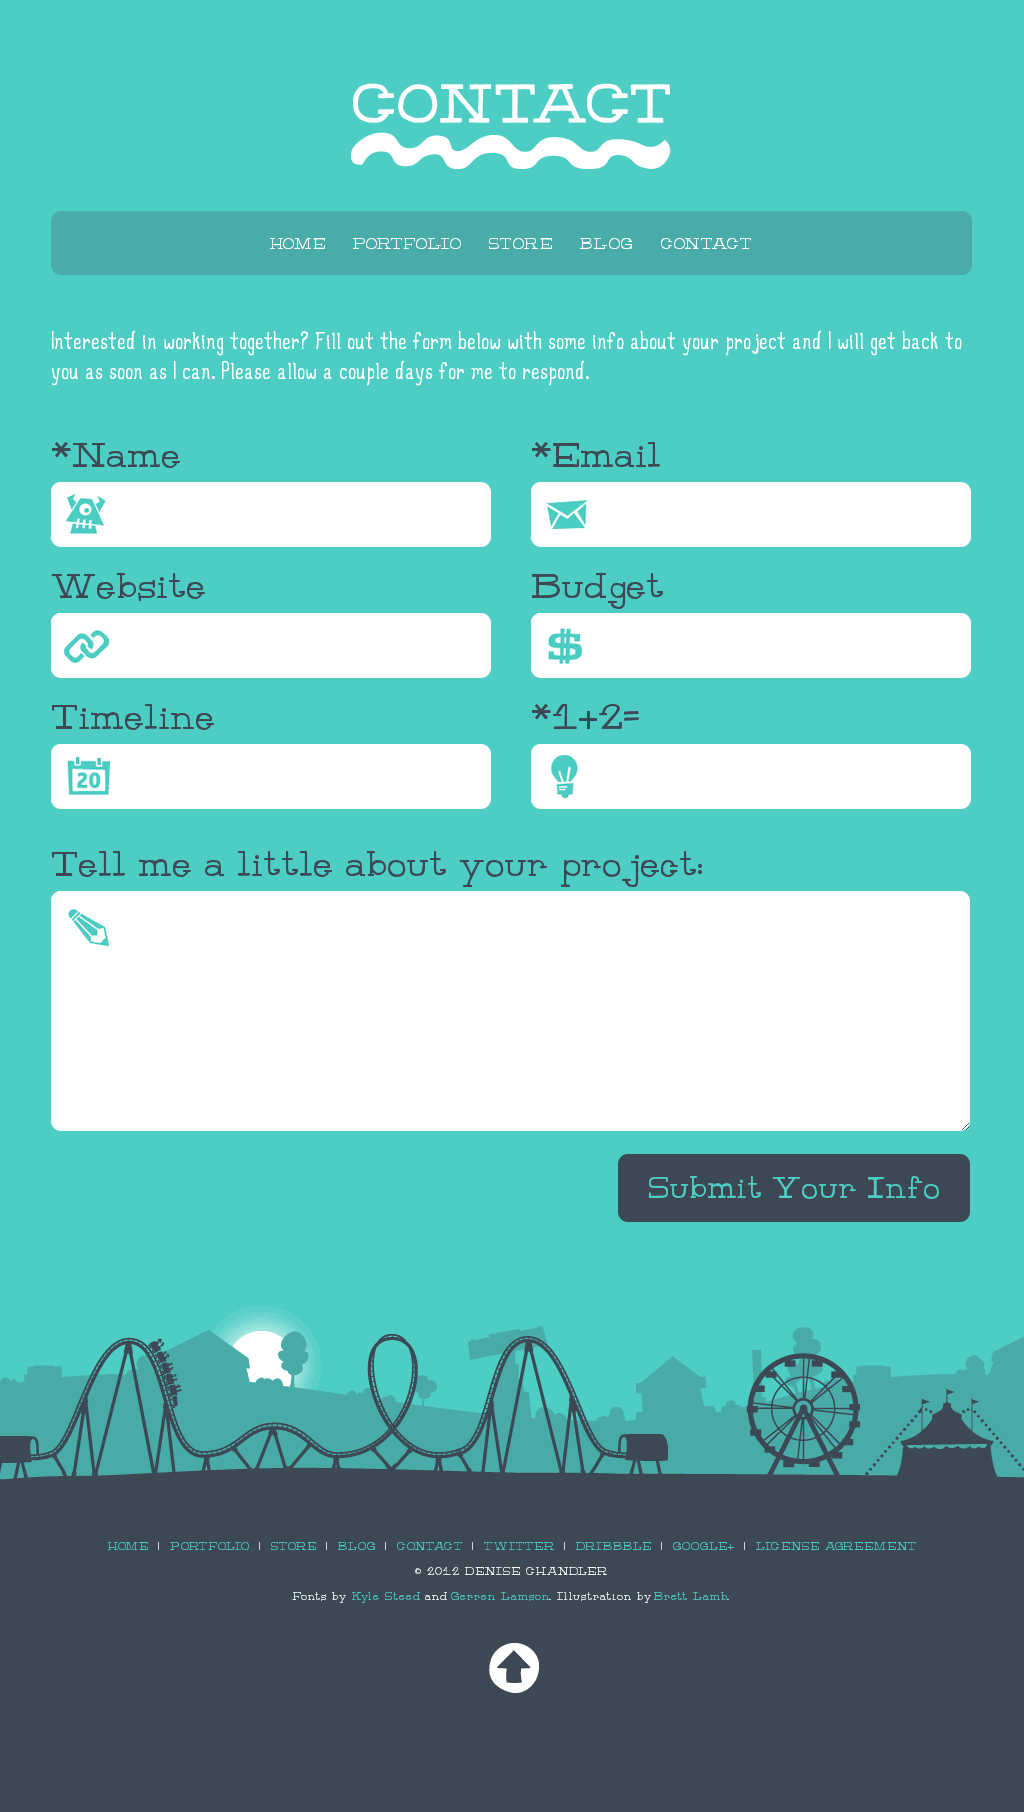 CONTACT
HOME PORTFOLIO STORE BLOG CONTACT
Interested in working together? Fill out the form below with some info about your project and I will get back to
you as soon as I can. Please allow a couple days for me to respond.
*Name *Email
Website Budget
$
Timeline *1+2=
20
Tell me a little about your project:
Submit Your Info
HOME | PORTFOLIO | STORE | BLOG | CONTACT | TWITTER | DRIBBBLE | GOOGLE+ | LICENSE AGREEMENT
© 2012 DENISE CHANDLER
Fonts by Kyle Steed and Gerren Lamson. Illustration by Brett Lamb.